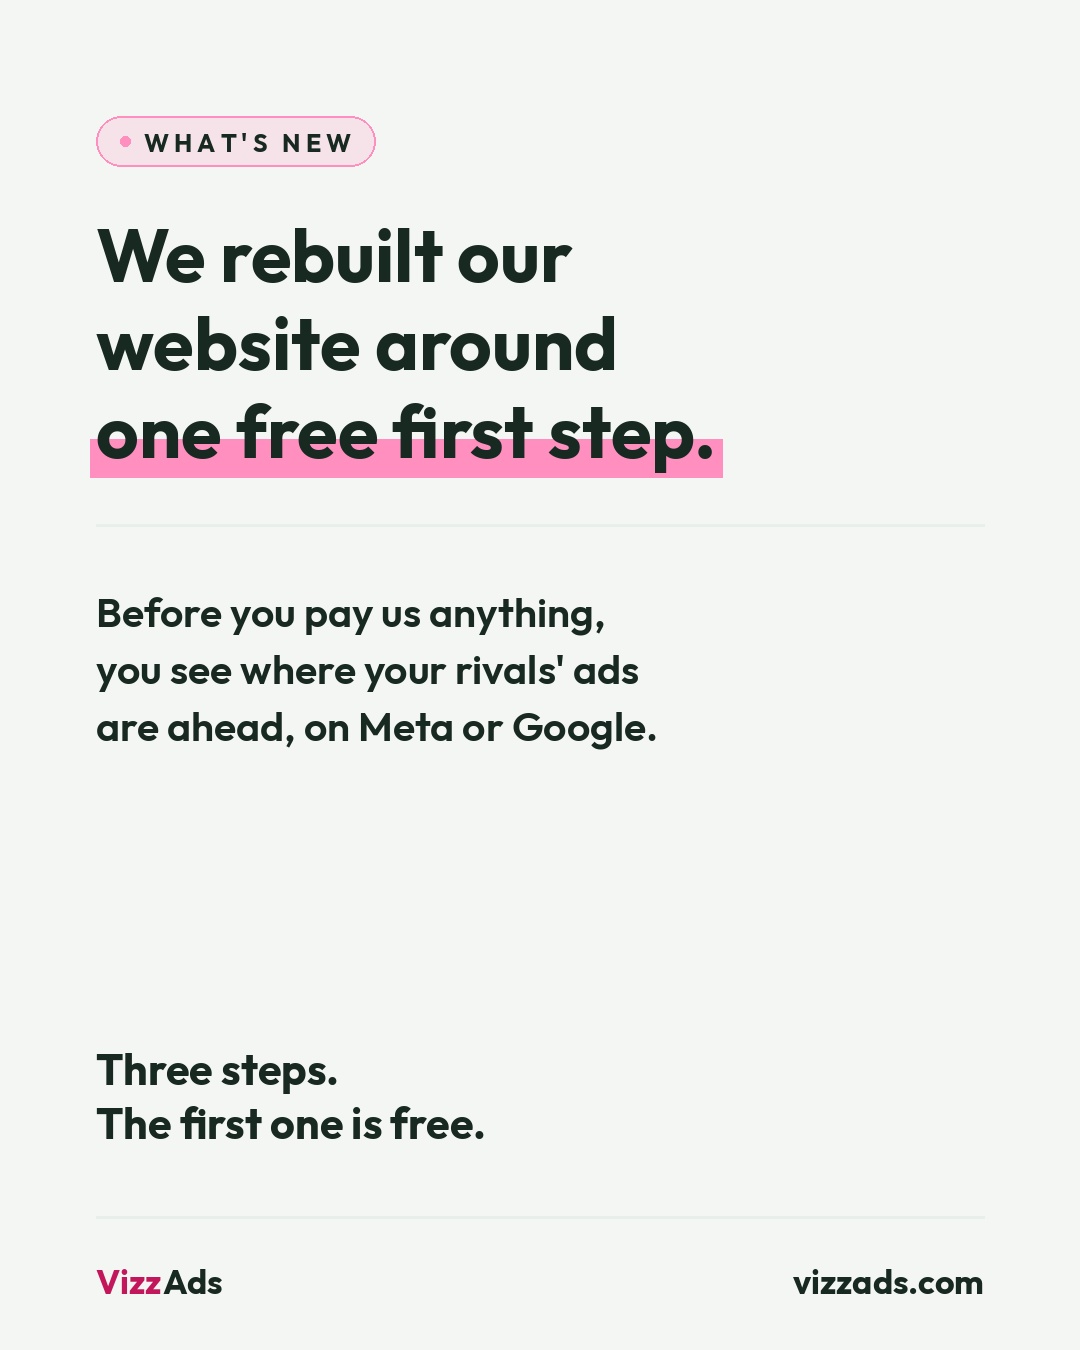 WHAT'S NEW
We rebuilt our
website around
one free first step.
Before you pay us anything,
you see where your rivals' ads
are ahead, on Meta or Google.
Three steps.
The first one is free.
VizzAds
vizzads.com